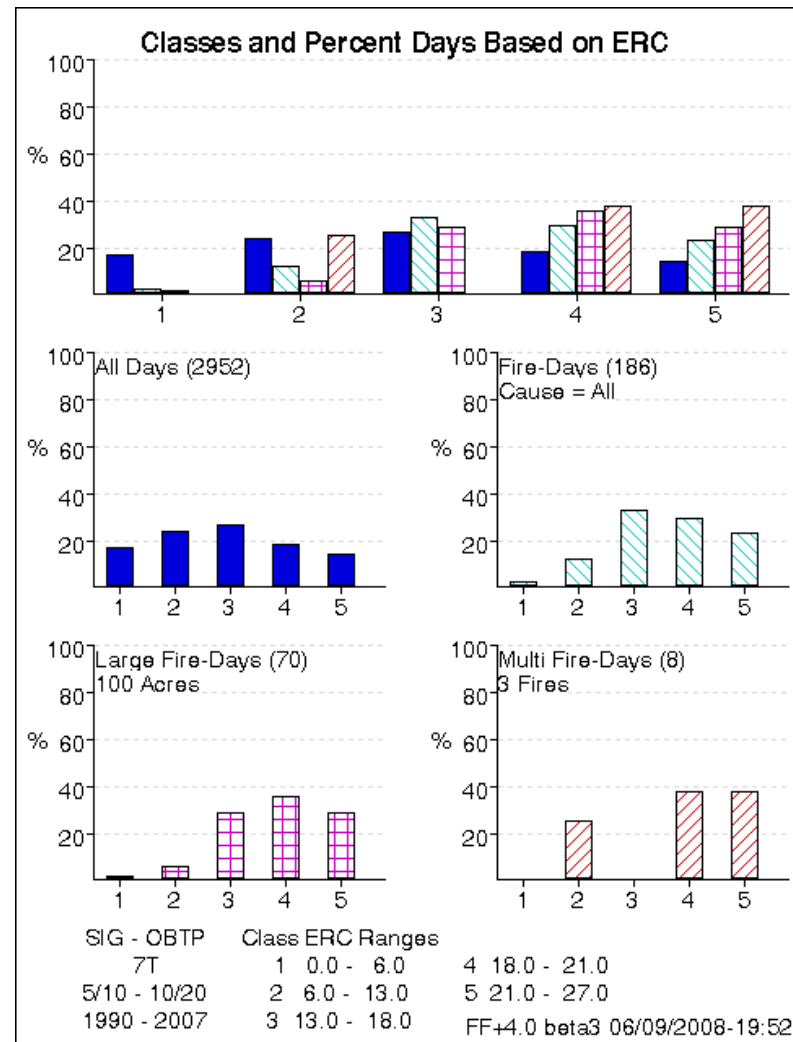 Classes and Percent Days Based on ERC
100
80
% 60
40
20
1 2 3 4 5
100
All Days (2952)
80
% 60
40
20
1 2 3 4 5
100
Fire-Days (186)
Cause = All
80
% 60
40
20
1 2 3 4 5
100
Large Fire-Days (70)
100 Acres
80
% 60
40
20
1 2 3 4 5
100
Multi Fire-Days (8)
3 Fires
80
% 60
40
20
1 2 3 4 5
SIG - OBTP Class ERC Ranges
7T 1 0.0 - 6.0 4 18.0 - 21.0
5/10 - 10/20 2 6.0 - 13.0 5 21.0 - 27.0
1990 - 2007 3 13.0 - 18.0 FF+4.0 beta3 06/09/2008-19:52